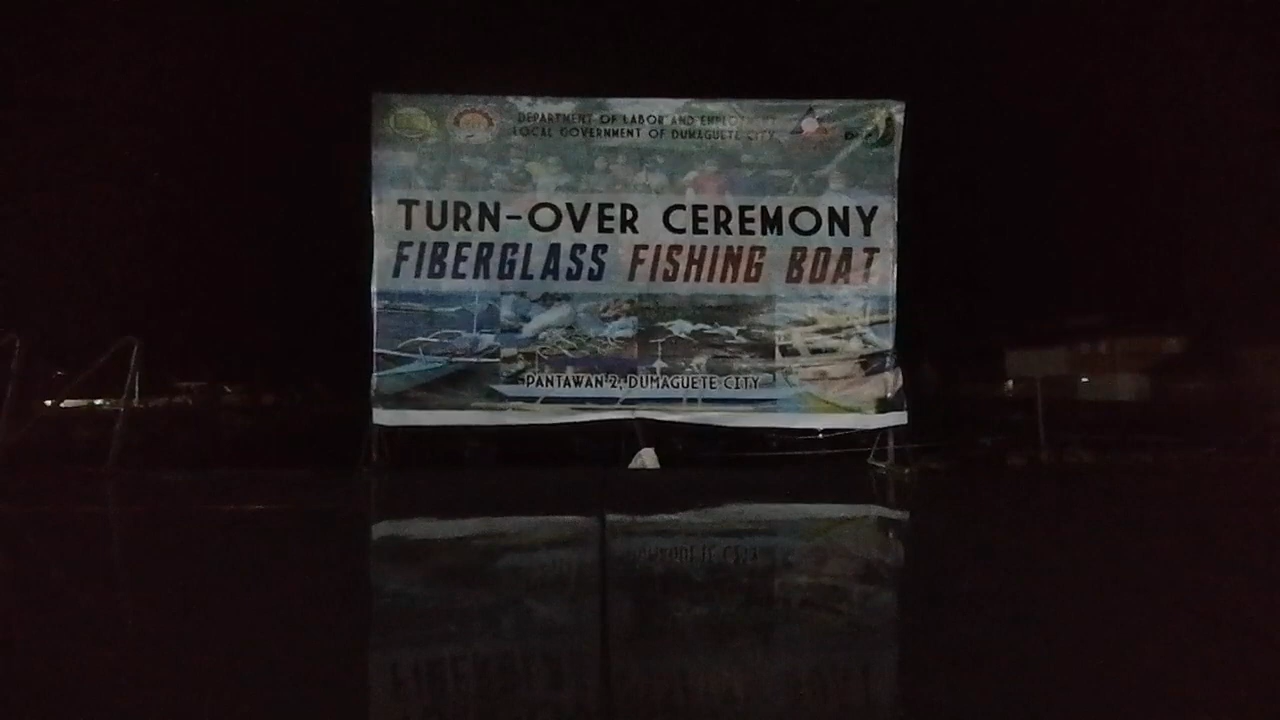 DEPARTMENT OF LABOR AND EMPLOYMENT
LOCAL GOVERNMENT OF DUMAGUETE CITY
TURN-OVER CEREMONY
FIBERGLASS FISHING BOAT
PANTAWAN 2, DUMAGUETE CITY